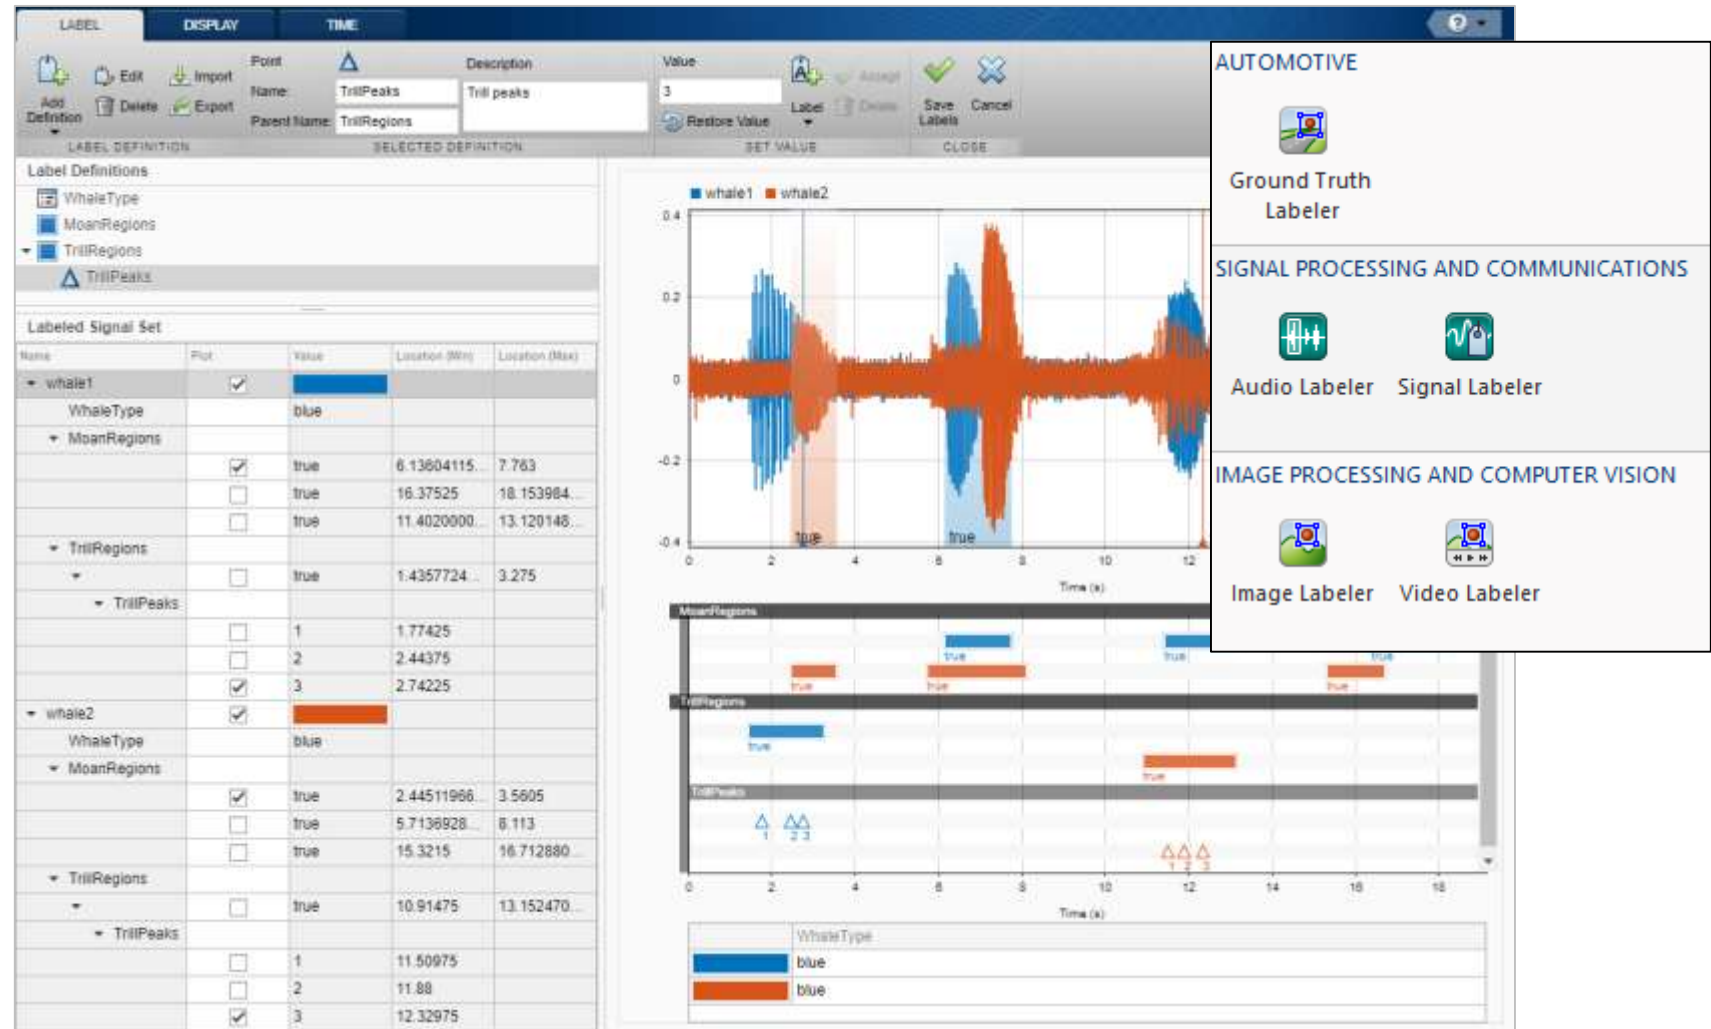 LABEL DISPLAY TIME
?
Add Definition
Edit
Delete
Import
Export
LABEL DEFINITION
Point
Name: TrillPeaks
Parent Name: TrillRegions
Description
Trill peaks
SELECTED DEFINITION
Value
3
Restore Value
Label
Accept
Delete
SET VALUE
Save Labels
Cancel
CLOSE
Label Definitions
WhaleType
MoanRegions
TrillRegions
TrillPeaks
Labeled Signal Set
Name Plot Value Location (Min) Location (Max)
whale1
WhaleType blue
MoanRegions
true 6.13604115... 7.763
true 16.37525 18.153984...
true 11.4020000... 13.120148...
TrillRegions
true 1.4357724... 3.275
TrillPeaks
1 1.77425
2 2.44375
3 2.74225
whale2
WhaleType blue
MoanRegions
true 2.44511966... 3.5605
true 5.7136928... 8.113
true 15.3215 16.712880...
TrillRegions
true 10.91475 13.152470...
TrillPeaks
1 11.50975
2 11.88
3 12.32975
whale1 whale2
0.4
0.2
0
-0.2
-0.4
true
0 2 4 6 8 10 12
Time (s)
MoanRegions
true true true
true true true
TrillRegions
true
true
TrillPeaks
1 2 3
1 2 3
0 2 4 6 8 10 12 14 16 18
Time (s)
WhaleType
blue
blue
AUTOMOTIVE
Ground Truth
Labeler
SIGNAL PROCESSING AND COMMUNICATIONS
Audio Labeler Signal Labeler
IMAGE PROCESSING AND COMPUTER VISION
Image Labeler Video Labeler